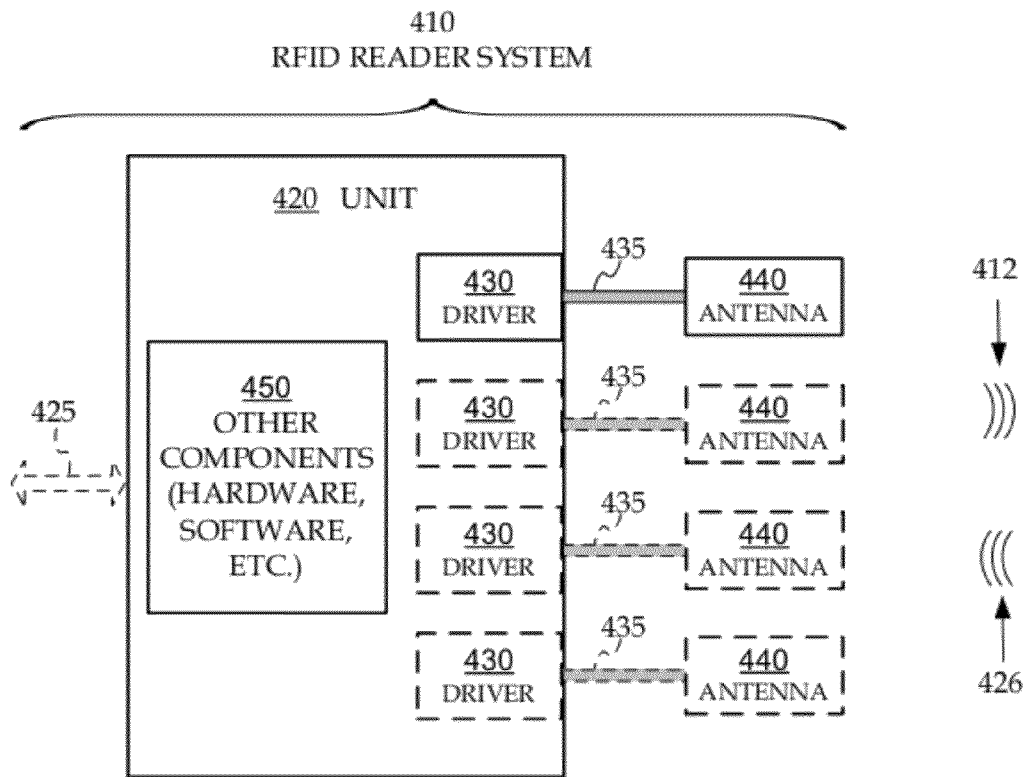 410
RFID READER SYSTEM
420 UNIT
435
430
DRIVER
440
ANTENNA
412
450
OTHER
COMPONENTS
(HARDWARE,
SOFTWARE,
ETC.)
425
435
430
DRIVER
440
ANTENNA
435
430
DRIVER
440
ANTENNA
426
435
430
DRIVER
440
ANTENNA